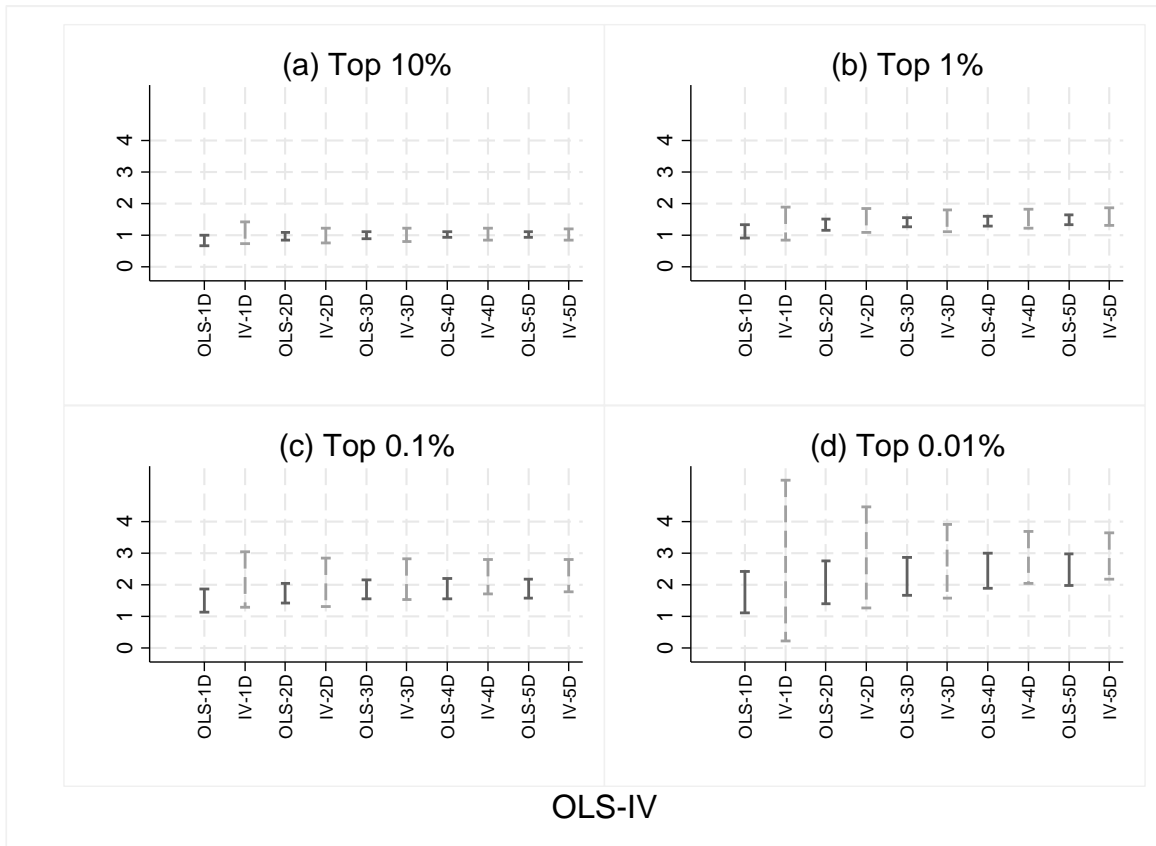 (a) Top 10%
4
3
2
1
0
OLS-1D
IV-1D
OLS-2D
IV-2D
OLS-3D
IV-3D
OLS-4D
IV-4D
OLS-5D
IV-5D
(b) Top 1%
4
3
2
1
0
OLS-1D
IV-1D
OLS-2D
IV-2D
OLS-3D
IV-3D
OLS-4D
IV-4D
OLS-5D
IV-5D
(c) Top 0.1%
4
3
2
1
0
OLS-1D
IV-1D
OLS-2D
IV-2D
OLS-3D
IV-3D
OLS-4D
IV-4D
OLS-5D
IV-5D
(d) Top 0.01%
4
3
2
1
0
OLS-1D
IV-1D
OLS-2D
IV-2D
OLS-3D
IV-3D
OLS-4D
IV-4D
OLS-5D
IV-5D
OLS-IV